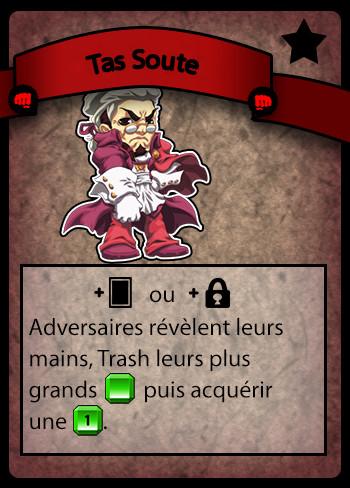 Tas Soute
+ ou +
Adversaires révèlent leurs
mains, Trash leurs plus
grands puis acquérir
une 1.